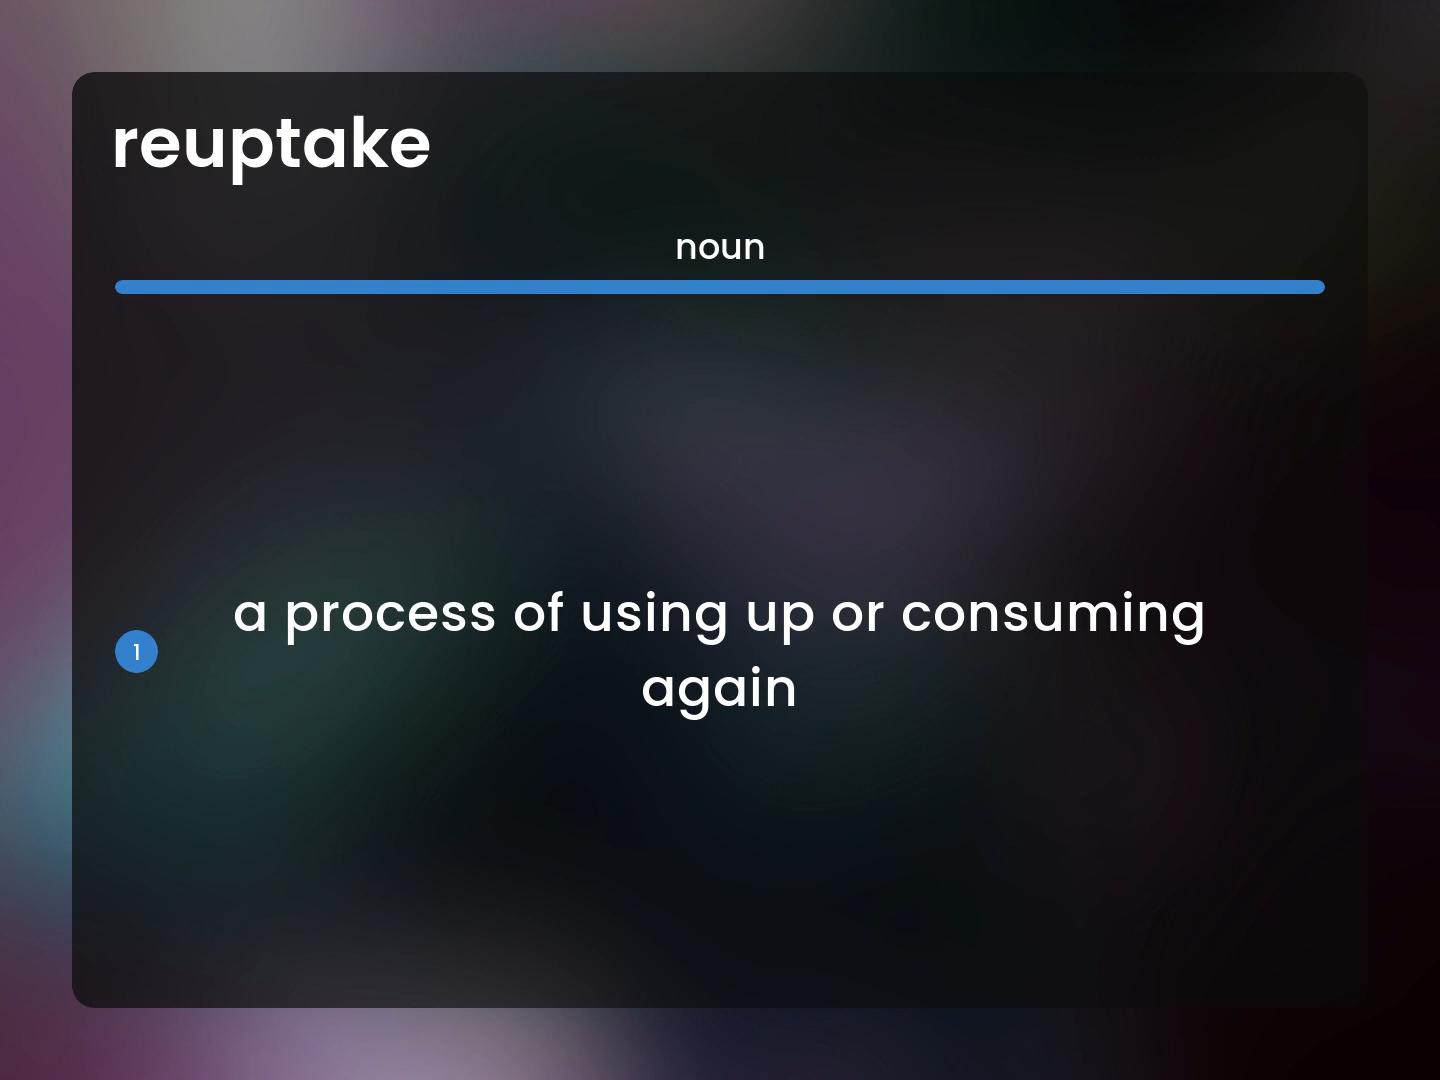 reuptake
noun
1
a process of using up or consuming
again